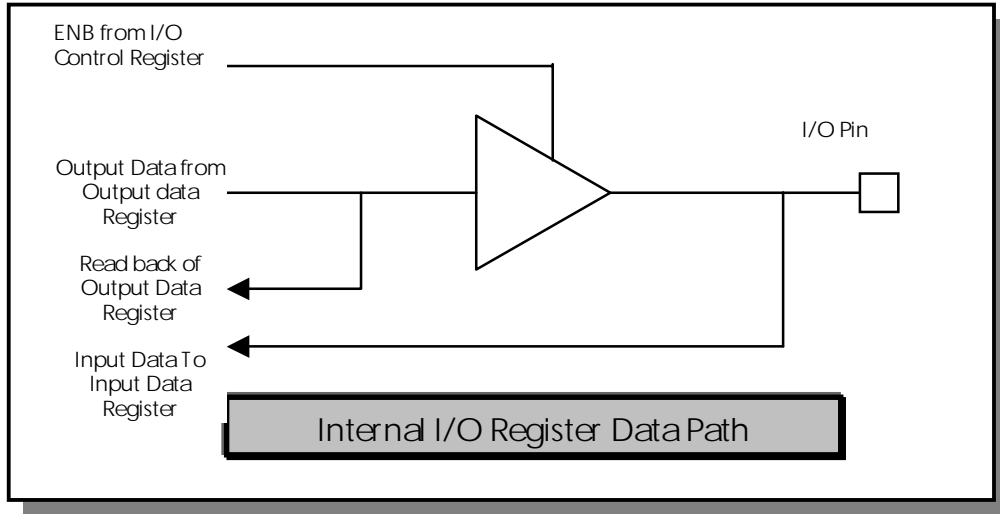 ENB from I/O
Control Register
I/O Pin
Output Data from
Output data
Register
Read back of
Output Data
Register
Input Data To
Input Data
Register
Internal I/O Register Data Path